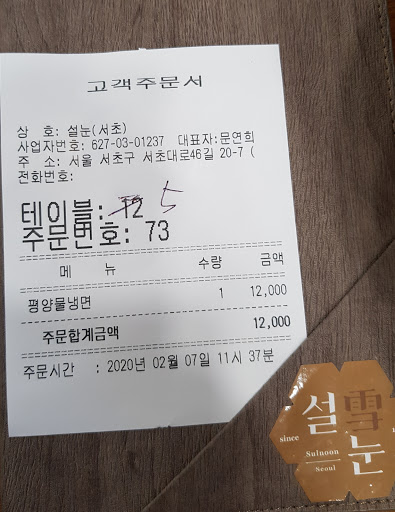 고객주문서
상 호: 설눈(서초)
사업자번호: 627-03-01237 대표자:문연희
주 소: 서울 서초구 서초대로46길 20-7 (
전화번호:
테이블: 12 5
주문번호: 73
메 뉴 수량 금액
평양물냉면 1 12,000
주문합계금액 12,000
주문시간 : 2020년 02월 07일 11시 37분
설눈
雪
since
Sulnoon
Seoul